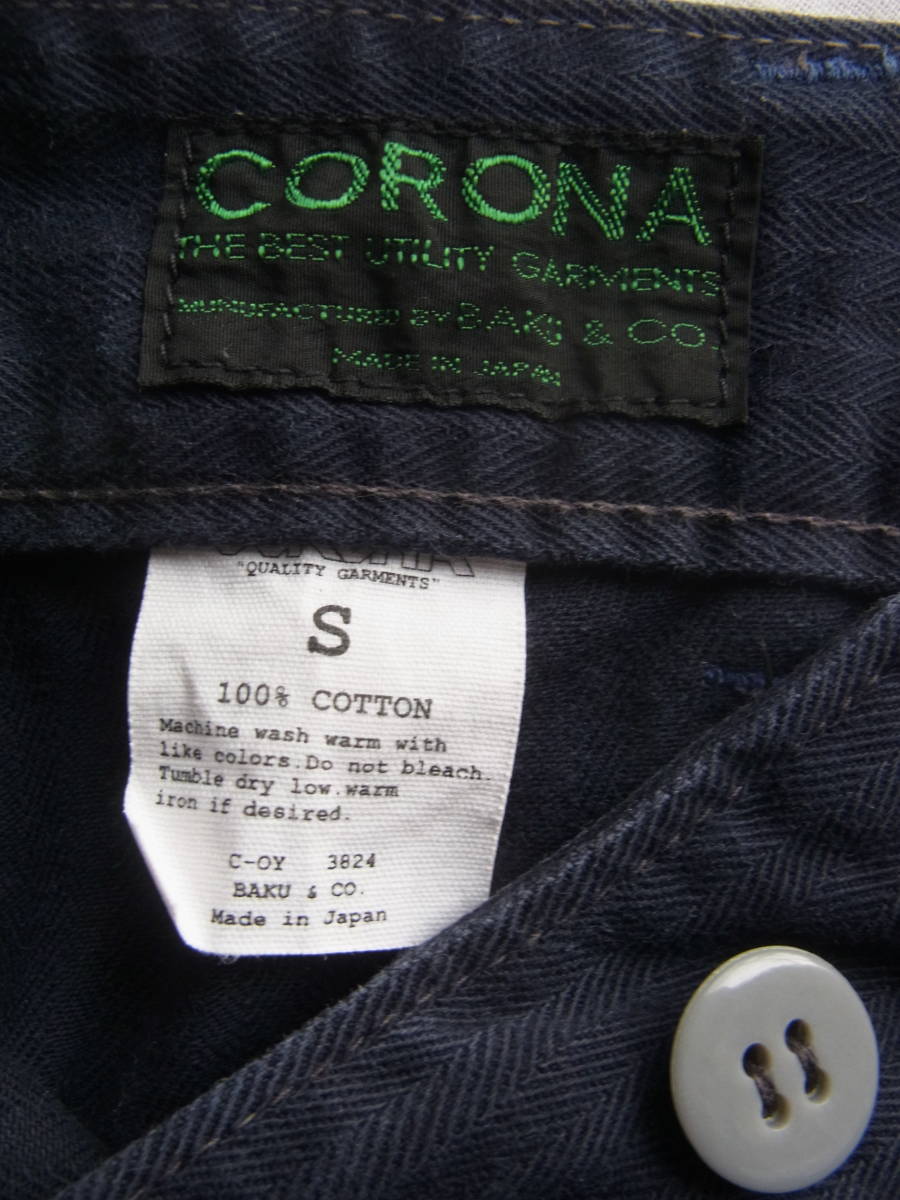 CORONA
THE BEST UTILITY GARMENTS
MUNUFACTURED BY BAKU & CO.
MADE IN JAPAN
"QUALITY GARMENTS"
S
100% COTTON
Machine wash warm with
like colors.Do not bleach.
Tumble dry low.warm
iron if desired.
C-OY 3824
BAKU & CO.
Made in Japan